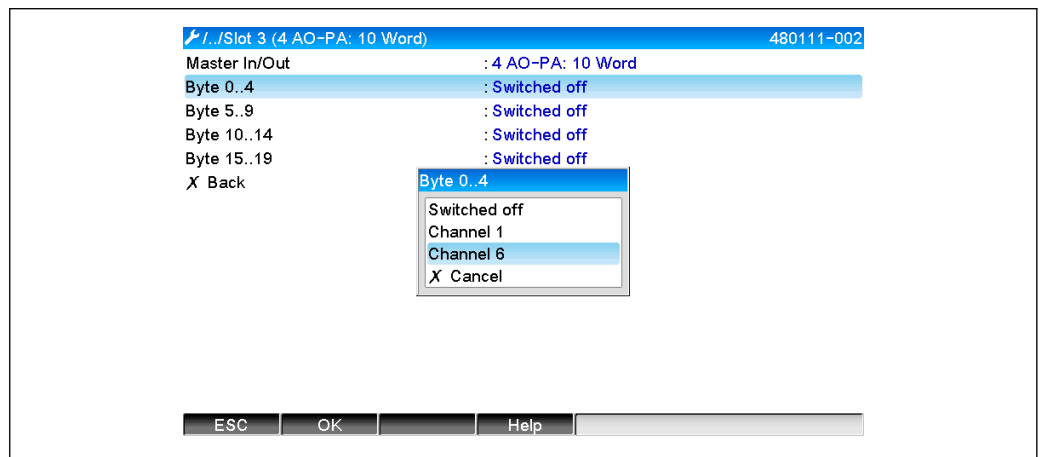 /../Slot 3 (4 AO-PA: 10 Word) 480111-002
Master In/Out : 4 AO-PA: 10 Word
Byte 0..4 : Switched off
Byte 5..9 : Switched off
Byte 10..14 : Switched off
Byte 15..19 : Switched off
X Back
Byte 0..4
Switched off
Channel 1
Channel 6
X Cancel
ESC OK Help